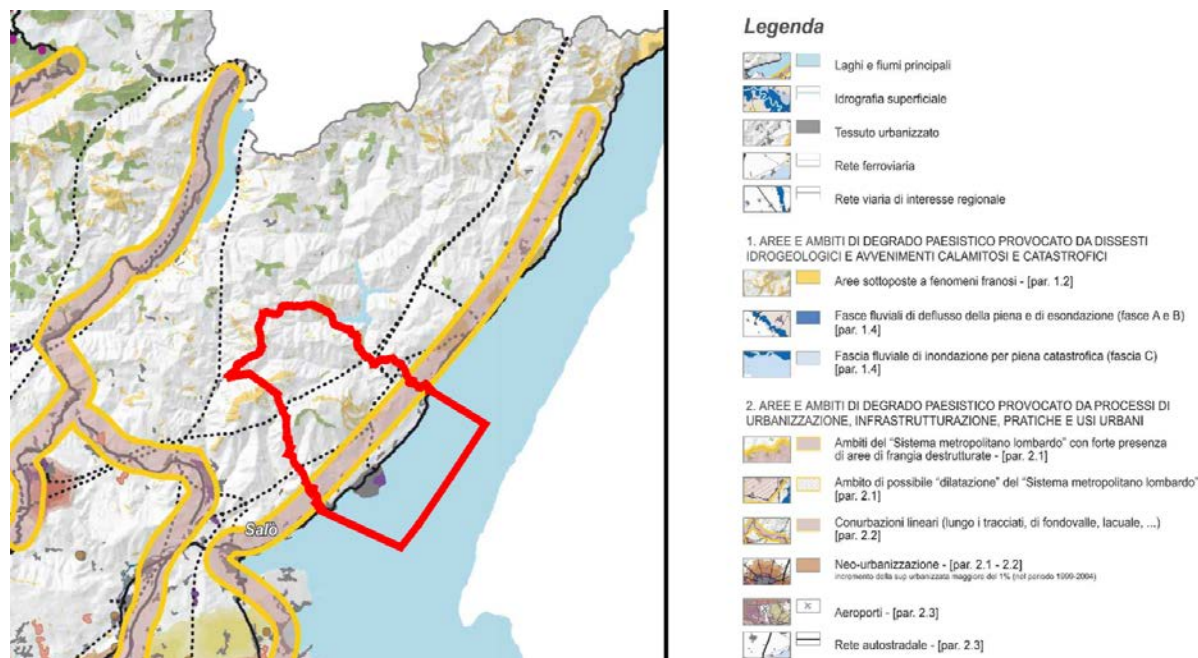 Salò
Legenda
Laghi e fiumi principali
Idrografia superficiale
Tessuto urbanizzato
Rete ferroviaria
Rete viaria di interesse regionale
1. AREE E AMBITI DI DEGRADO PAESISTICO PROVOCATO DA DISSESTI
IDROGEOLOGICI E AVVENIMENTI CALAMITOSI E CATASTROFICI
Aree sottoposte a fenomeni franosi - [par. 1.2]
Fasce fluviali di deflusso della piena e di esondazione (fasce A e B)
[par. 1.4]
Fascia fluviale di inondazione per piena catastrofica (fascia C)
[par. 1.4]
2. AREE E AMBITI DI DEGRADO PAESISTICO PROVOCATO DA PROCESSI DI
URBANIZZAZIONE, INFRASTRUTTURAZIONE, PRATICHE E USI URBANI
Ambiti del "Sistema metropolitano lombardo" con forte presenza
di aree di frangia destrutturate - [par. 2.1]
Ambito di possibile "dilatazione" del "Sistema metropolitano lombardo"
[par. 2.1]
Conurbazioni lineari (lungo i tracciati, di fondovalle, lacuale, ...)
[par. 2.2]
Neo-urbanizzazione - [par. 2.1 - 2.2]
incremento della sup urbanizzata maggiore del 1% (nel periodo 1999-2004)
Aeroporti - [par. 2.3]
Rete autostradale - [par. 2.3]